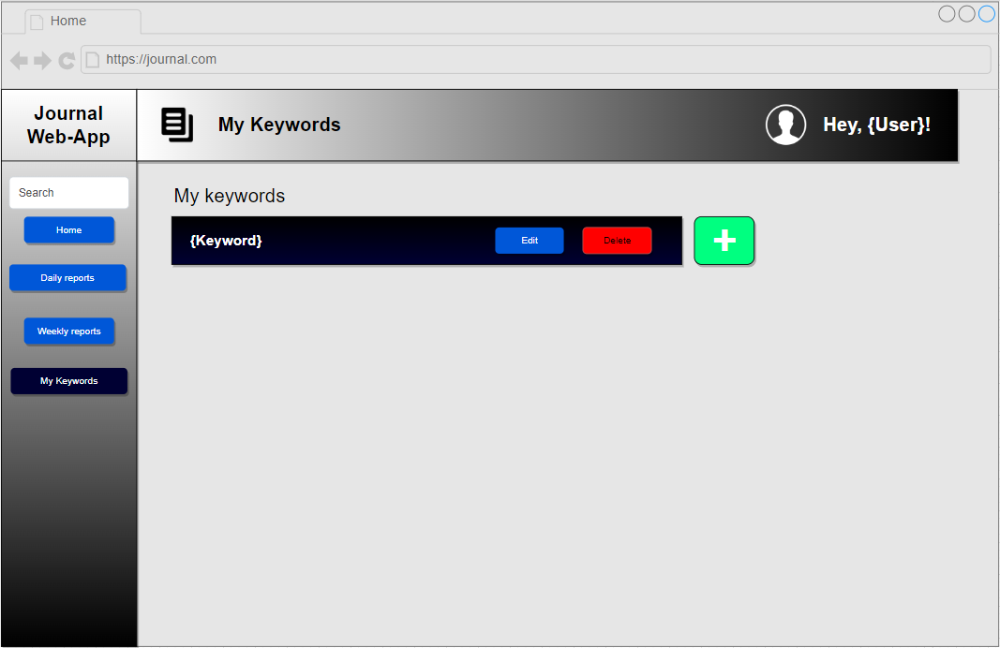 Home
https://journal.com
Journal
Web-App
My Keywords
Hey, {User}!
Search
Home
Daily reports
Weekly reports
My Keywords
My keywords
{Keyword}
Edit
Delete